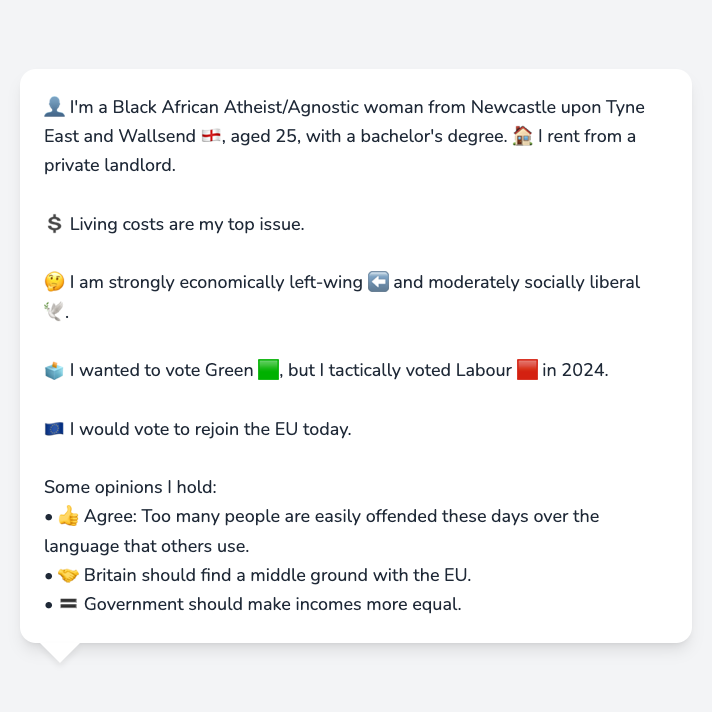 👤 I'm a Black African Atheist/Agnostic woman from Newcastle upon Tyne
East and Wallsend 🏴󠁧󠁢󠁥󠁮󠁧󠁿, aged 25, with a bachelor's degree. 🏠 I rent from a
private landlord.
💲 Living costs are my top issue.
🤔 I am strongly economically left-wing ⬅️ and moderately socially liberal
🕊️.
🗳️ I wanted to vote Green 🟩, but I tactically voted Labour 🟥 in 2024.
🇪🇺 I would vote to rejoin the EU today.
Some opinions I hold:
• 👍 Agree: Too many people are easily offended these days over the
language that others use.
• 🤝 Britain should find a middle ground with the EU.
• 🟰 Government should make incomes more equal.